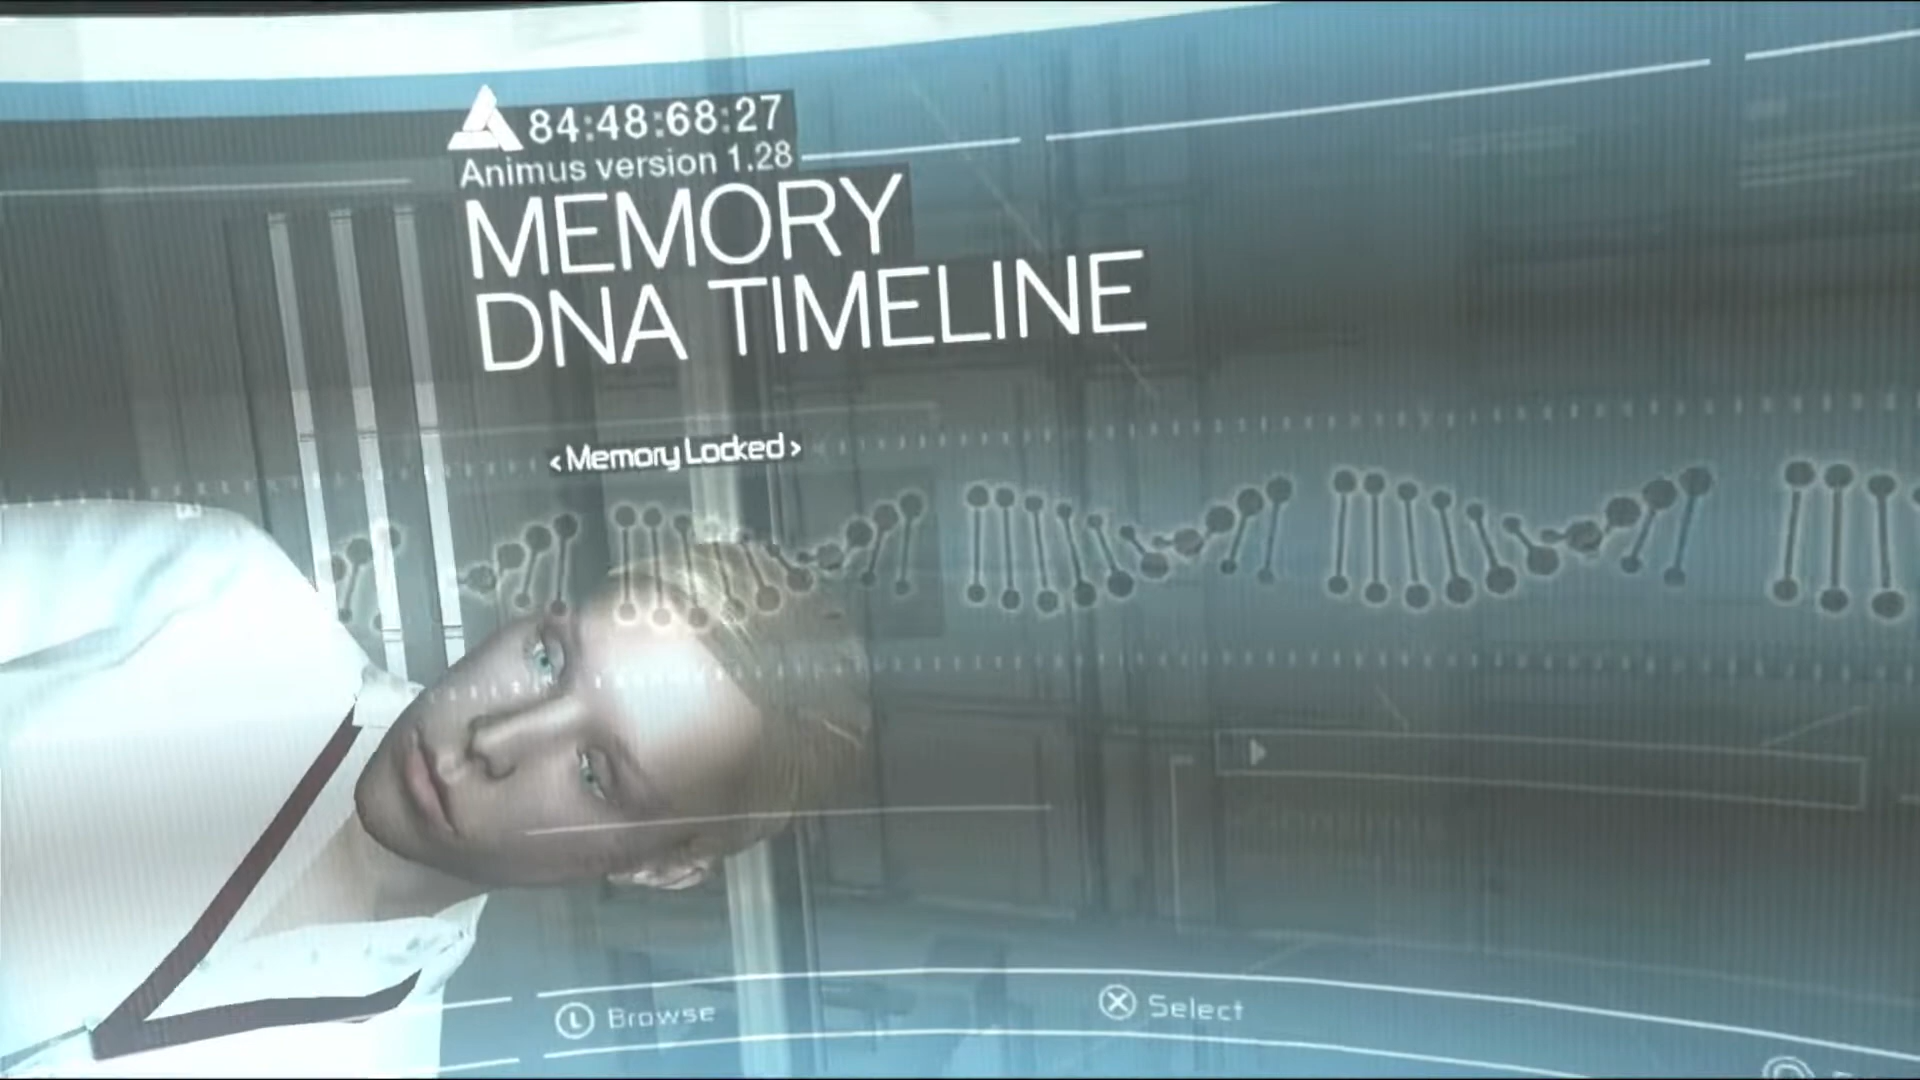 84:48:68:27
Animus version 1.28
MEMORY
DNA TIMELINE
<Memory Locked>
L Browse
X Select